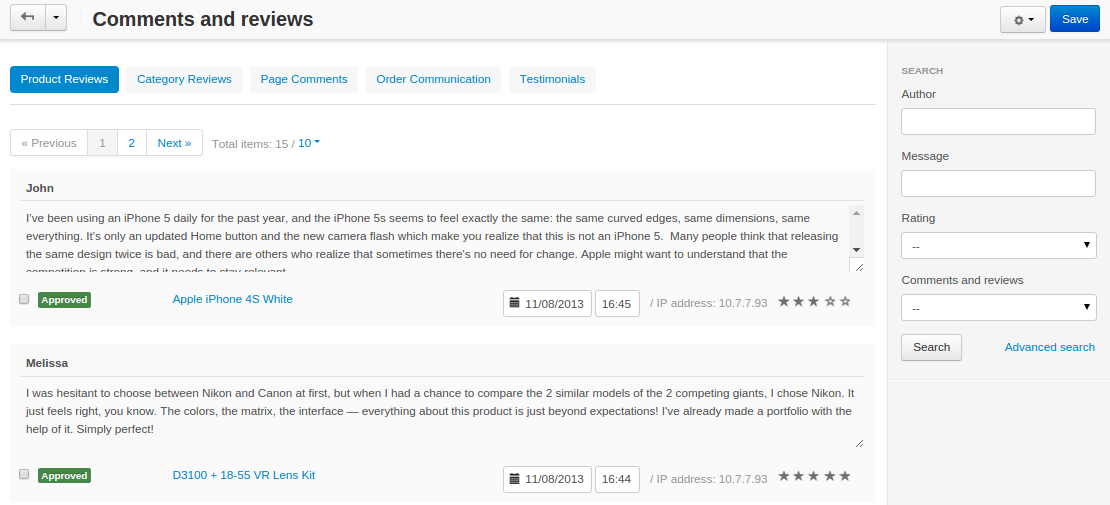 Comments and reviews
Save
Product Reviews
Category Reviews
Page Comments
Order Communication
Testimonials
« Previous
1
2
Next »
Total items: 15 / 10
John
I've been using an iPhone 5 daily for the past year, and the iPhone 5s seems to feel exactly the same: the same curved edges, same dimensions, same
everything. It's only an updated Home button and the new camera flash which make you realize that this is not an iPhone 5.  Many people think that releasing
the same design twice is bad, and there are others who realize that sometimes there's no need for change. Apple might want to understand that the
competition is strong, and it needs to stay relevant
Approved
Apple iPhone 4S White
11/08/2013
16:45
/ IP address: 10.7.7.93
Melissa
I was hesitant to choose between Nikon and Canon at first, but when I had a chance to compare the 2 similar models of the 2 competing giants, I chose Nikon. It
just feels right, you know. The colors, the matrix, the interface — everything about this product is just beyond expectations! I've already made a portfolio with the
help of it. Simply perfect!
Approved
D3100 + 18-55 VR Lens Kit
11/08/2013
16:44
/ IP address: 10.7.7.93
SEARCH
Author
Message
Rating
--
Comments and reviews
--
Search
Advanced search